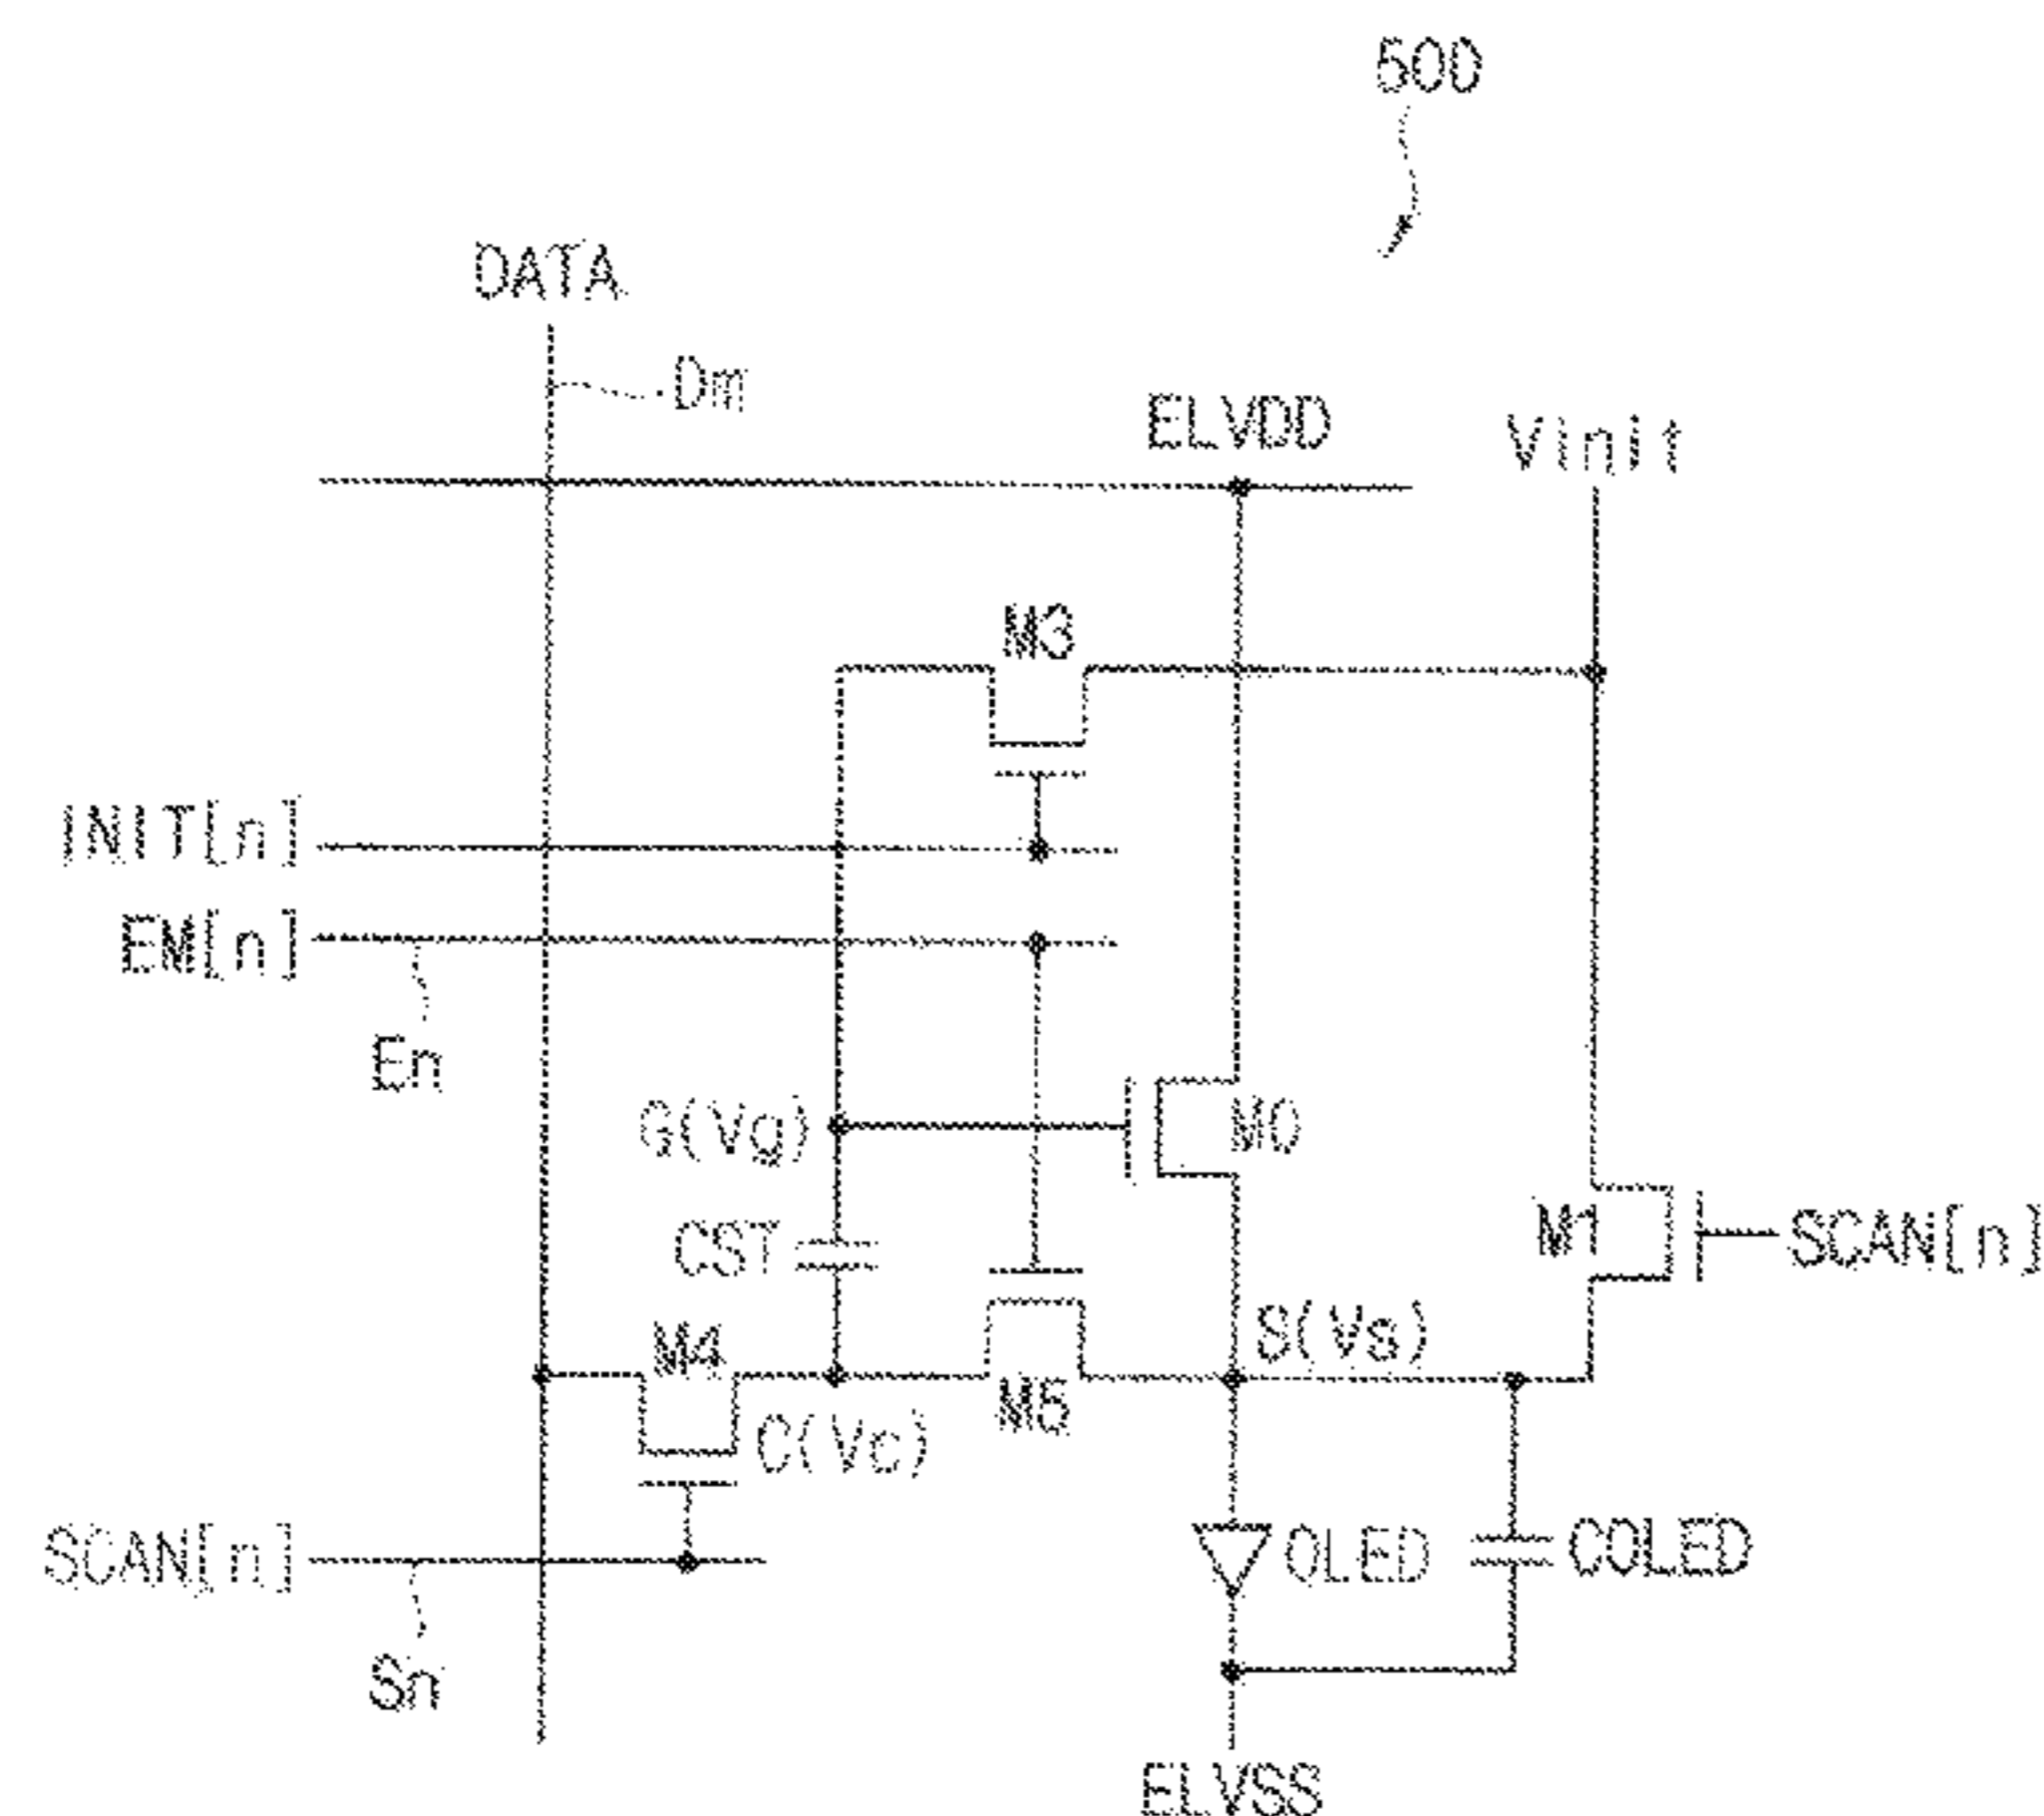 500
DATA
Dm
ELVDD
Vinit
M3
INIT[n]
EM[n]
En
G(Vg)
M0
CST
M1
SCAN[n]
M4
S(Vs)
M5
C(Vc)
SCAN[n]
OLED
COLED
Sn
ELVSS